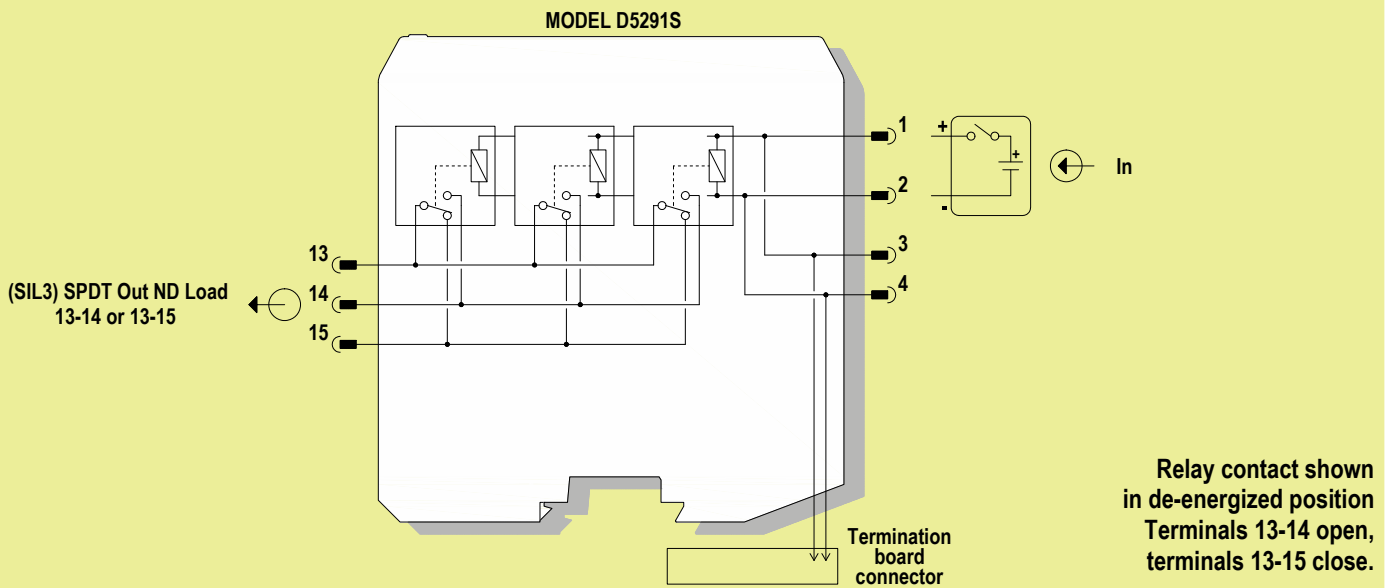 MODEL D5291S
1
+
+
In
2
-
3
13
(SIL3) SPDT Out ND Load
13-14 or 13-15
14
4
15
Relay contact shown
in de-energized position
Terminals 13-14 open,
terminals 13-15 close.
Termination
board
connector